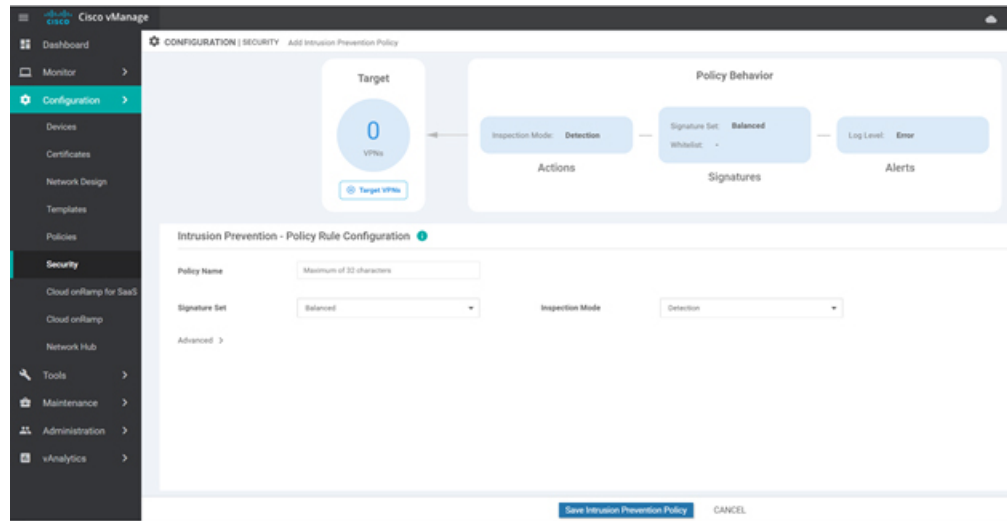 CISCO Cisco vManage
Dashboard
Monitor
Configuration
Devices
Certificates
Network Design
Templates
Policies
Security
Cloud onRamp for SaaS
Cloud onRamp
Network Hub
Tools
Maintenance
Administration
vAnalytics
CONFIGURATION | SECURITY Add Intrusion Prevention Policy
Target
0
VPNs
Target VPNs
Policy Behavior
Inspection Mode: Detection
Actions
Signature Set: Balanced
Whitelist: -
Signatures
Log Level: Error
Alerts
Intrusion Prevention - Policy Rule Configuration
Policy Name Maximum of 32 characters
Signature Set Balanced Inspection Mode Detection
Advanced >
Save Intrusion Prevention Policy CANCEL